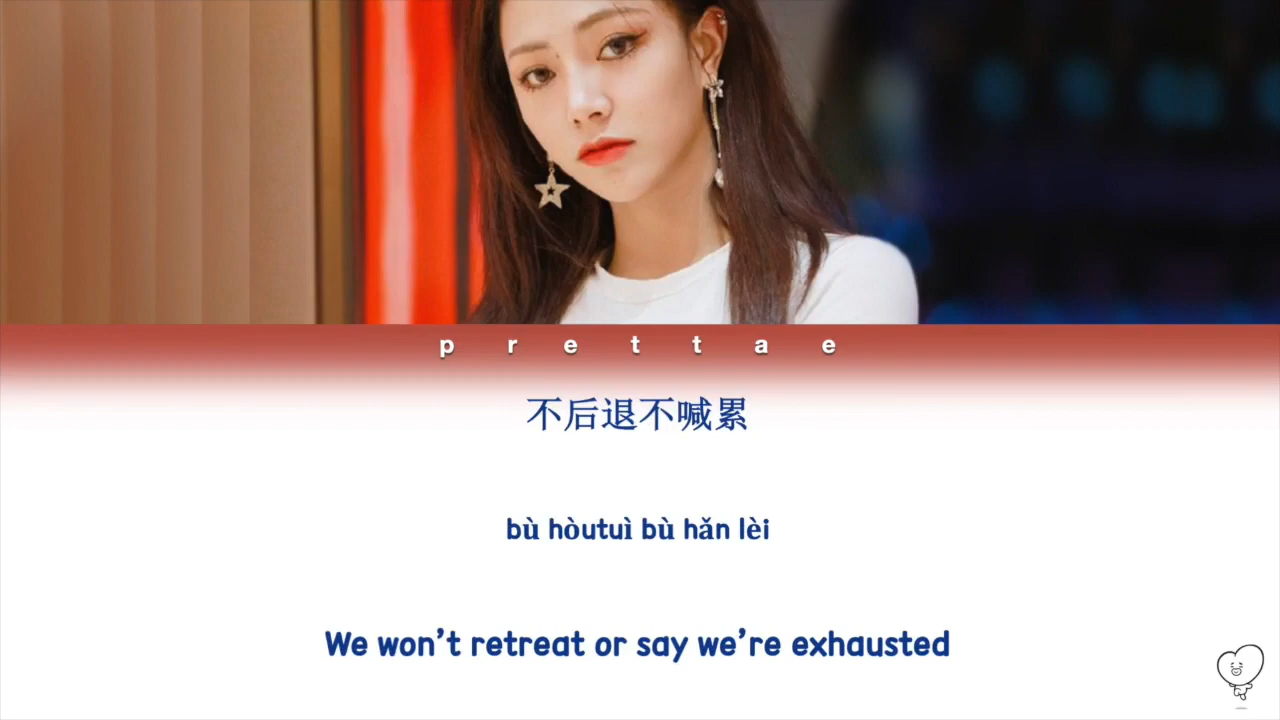 p r e t t a e
不后退不喊累
bù hòutuì bù hǎn lèi
We won't retreat or say we're exhausted